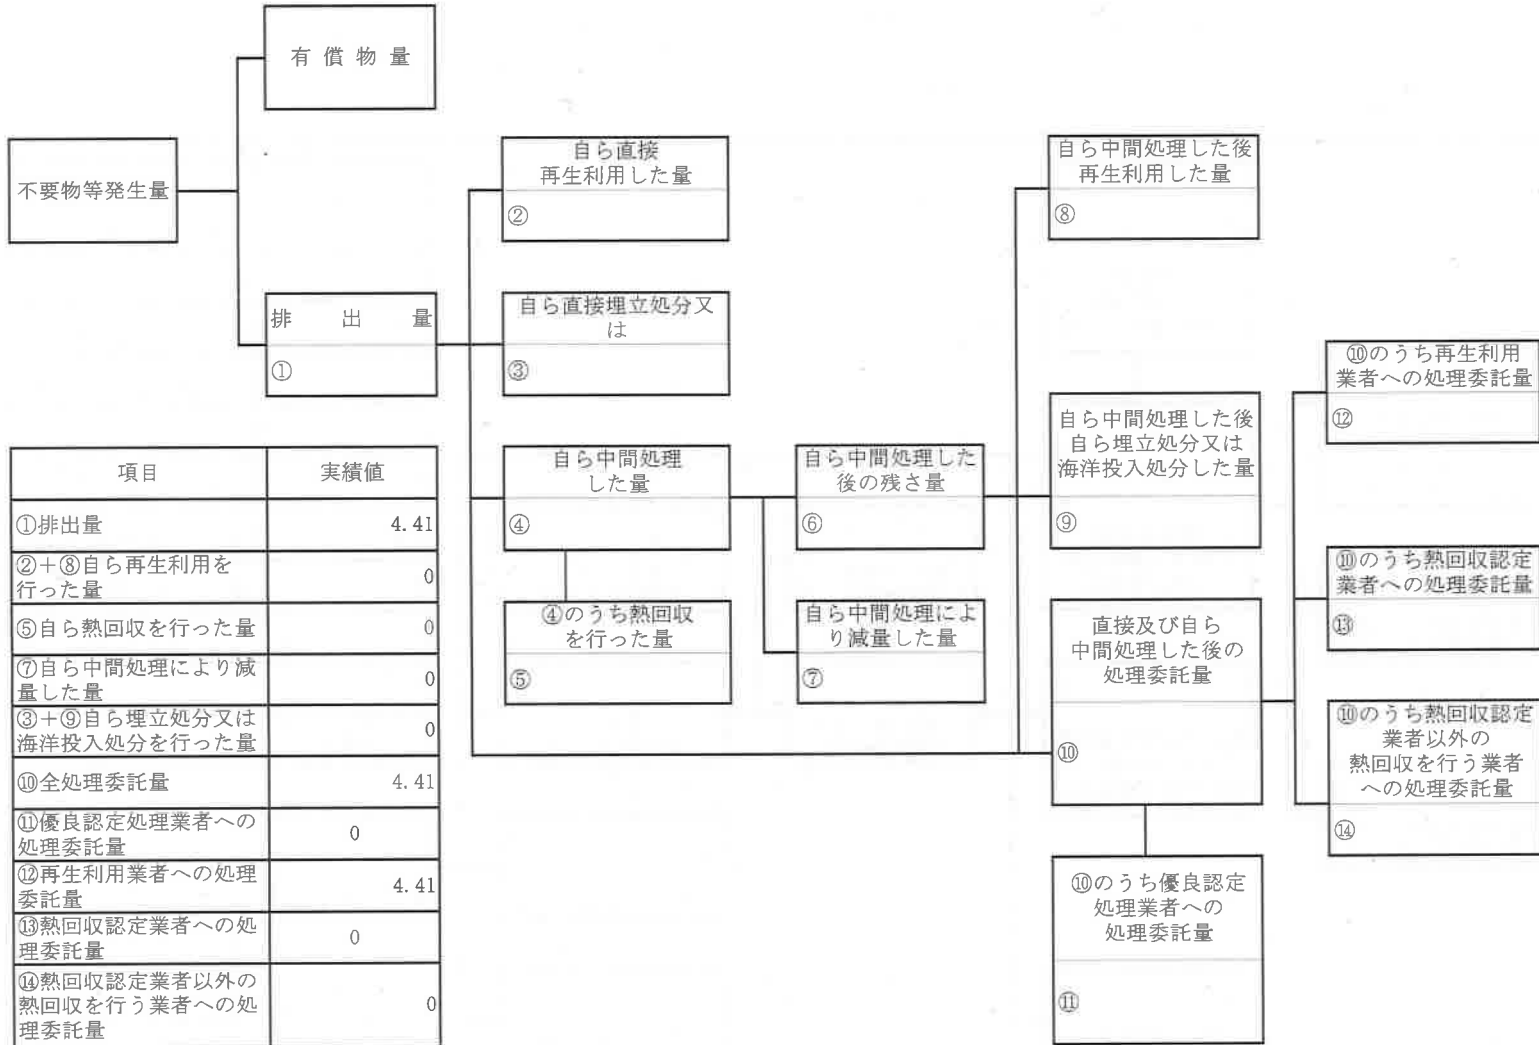 有償物量
不要物等発生量
排出量
①
自ら直接
再生利用した量
②
自ら直接埋立処分又
は
③
自ら中間処理
した量
④
④のうち熱回収
を行った量
⑤
自ら中間処理した
後の残さ量
⑥
自ら中間処理によ
り減量した量
⑦
自ら中間処理した後
再生利用した量
⑧
自ら中間処理した後
自ら埋立処分又は
海洋投入処分した量
⑨
直接及び自ら
中間処理した後の
処理委託量
⑩
⑩のうち優良認定
処理業者への
処理委託量
⑪
⑩のうち再生利用
業者への処理委託量
⑫
⑩のうち熱回収認定
業者への処理委託量
⑬
⑩のうち熱回収認定
業者以外の
熱回収を行う業者
への処理委託量
⑭
項目 実績値
①排出量 4.41
②+⑧自ら再生利用を
行った量 0
⑤自ら熱回収を行った量 0
⑦自ら中間処理により減
量した量 0
③+⑨自ら埋立処分又は
海洋投入処分を行った量 0
⑩全処理委託量 4.41
⑪優良認定処理業者への
処理委託量 0
⑫再生利用業者への処理
委託量 4.41
⑬熱回収認定業者への処
理委託量 0
⑭熱回収認定業者以外の
熱回収を行う業者への処
理委託量 0